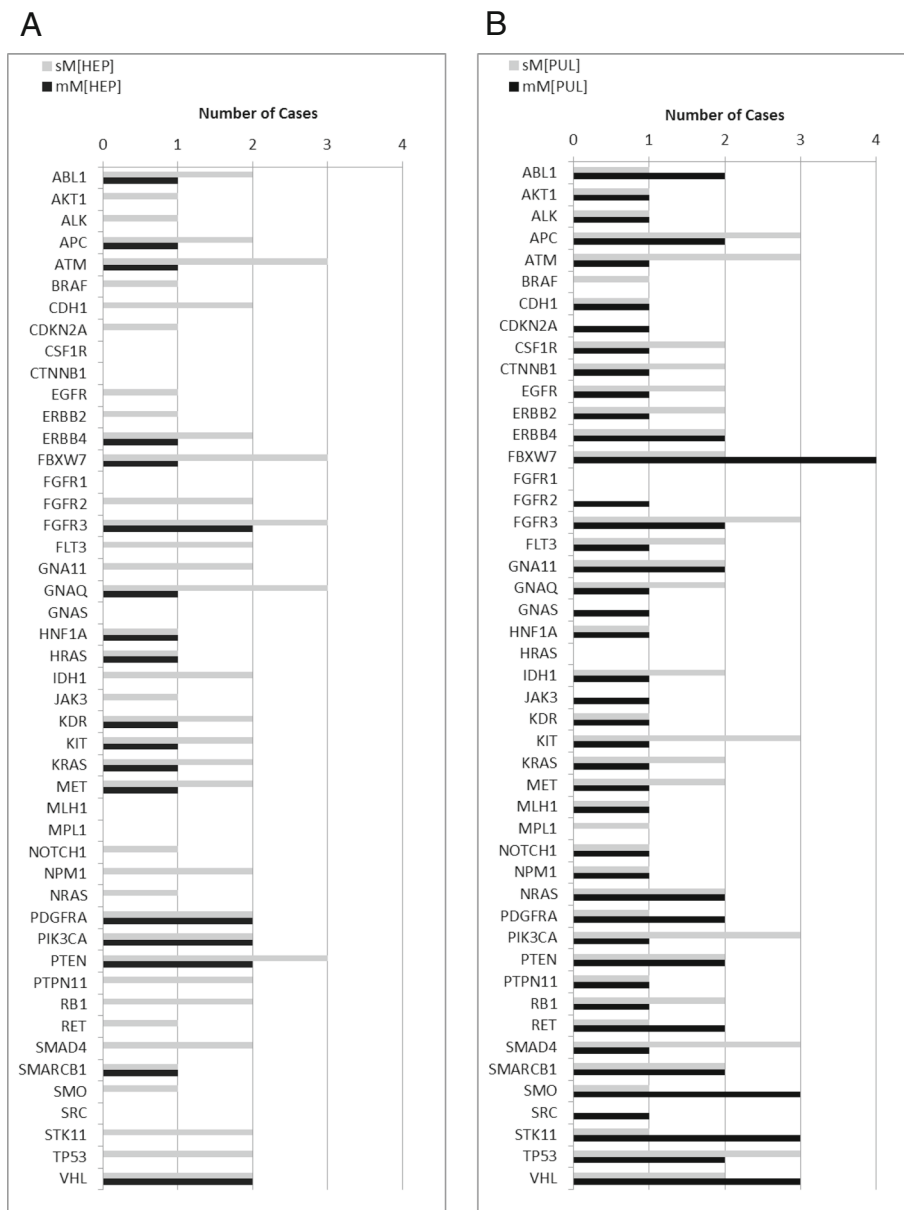 A
sM[HEP]
mM[HEP]
Number of Cases
0 1 2 3 4
ABL1
AKT1
ALK
APC
ATM
BRAF
CDH1
CDKN2A
CSF1R
CTNNB1
EGFR
ERBB2
ERBB4
FBXW7
FGFR1
FGFR2
FGFR3
FLT3
GNA11
GNAQ
GNAS
HNF1A
HRAS
IDH1
JAK3
KDR
KIT
KRAS
MET
MLH1
MPL1
NOTCH1
NPM1
NRAS
PDGFRA
PIK3CA
PTEN
PTPN11
RB1
RET
SMAD4
SMARCB1
SMO
SRC
STK11
TP53
VHL
B
sM[PUL]
mM[PUL]
Number of Cases
0 1 2 3 4
ABL1
AKT1
ALK
APC
ATM
BRAF
CDH1
CDKN2A
CSF1R
CTNNB1
EGFR
ERBB2
ERBB4
FBXW7
FGFR1
FGFR2
FGFR3
FLT3
GNA11
GNAQ
GNAS
HNF1A
HRAS
IDH1
JAK3
KDR
KIT
KRAS
MET
MLH1
MPL1
NOTCH1
NPM1
NRAS
PDGFRA
PIK3CA
PTEN
PTPN11
RB1
RET
SMAD4
SMARCB1
SMO
SRC
STK11
TP53
VHL